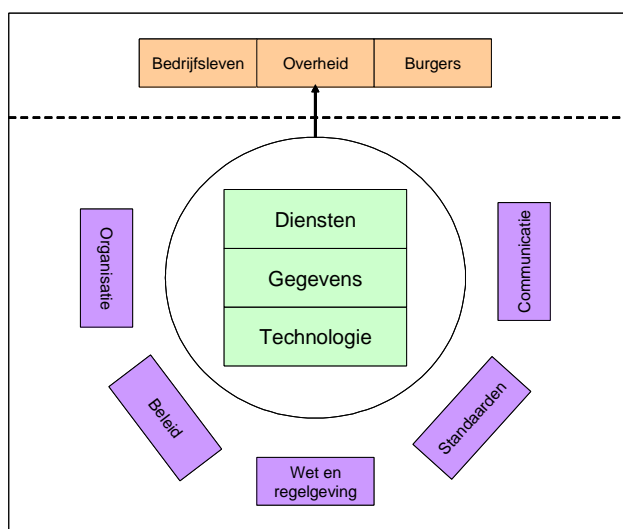 Bedrijfsleven
Overheid
Burgers
Diensten
Gegevens
Technologie
Organisatie
Communicatie
Beleid
Standaarden
Wet en
regelgeving